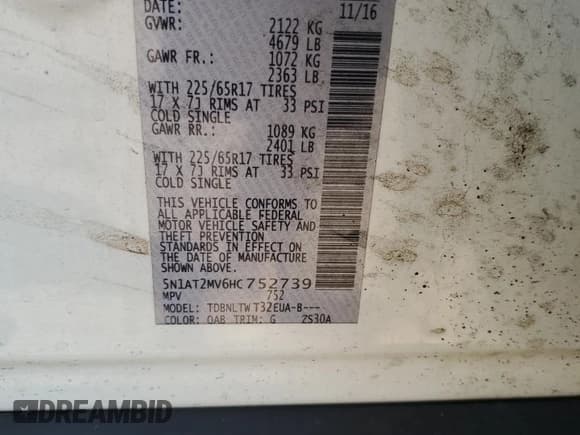 DATE: 11/16
GVWR: 2122 KG
4679 LB
GAWR FR.: 1072 KG
2363 LB
WITH 225/65R17 TIRES
17 X 7J RIMS AT 33 PSI
COLD SINGLE
GAWR RR.: 1089 KG
2401 LB
WITH 225/65R17 TIRES
17 X 7J RIMS AT 33 PSI
COLD SINGLE
THIS VEHICLE CONFORMS TO
ALL APPLICABLE FEDERAL
MOTOR VEHICLE SAFETY AND
THEFT PREVENTION
STANDARDS IN EFFECT ON
THE DATE OF MANUFACTURE
SHOWN ABOVE.
5N1AT2MV6HC752739
MPV 752
MODEL: TDBNLTWT32EUA-B---
COLOR: QAB TRIM: G 2S30A
DREAMBID